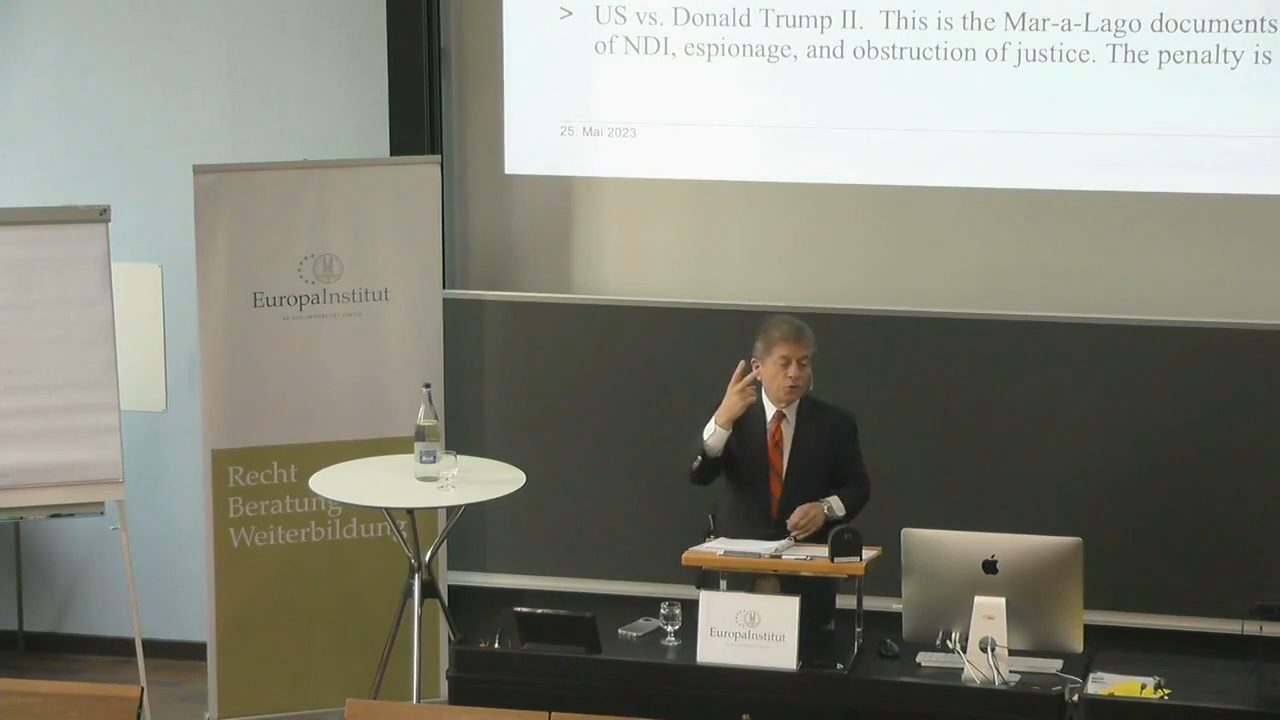 > US vs. Donald Trump II. This is the Mar-a-Lago documents
of NDI, espionage, and obstruction of justice. The penalty is
25. Mai 2023
EuropaInstitut
Recht
Beratung
Weiterbildung
EuropaInstitut